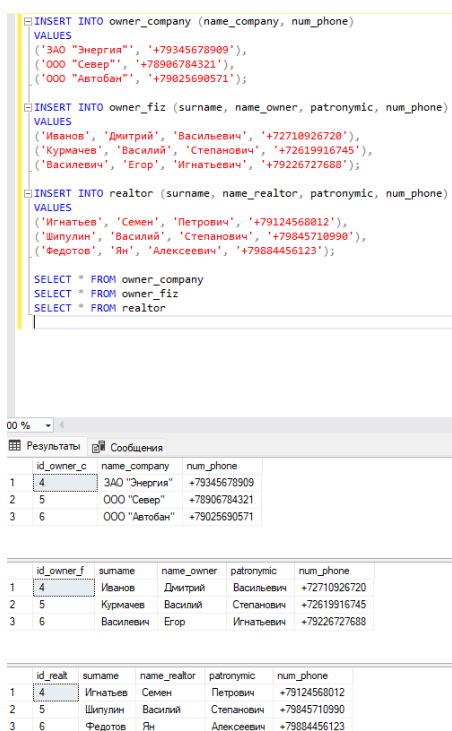 INSERT INTO owner_company (name_company, num_phone)
VALUES
('ЗАО "Энергия"', '+79345678909'),
('ООО "Север"', '+78906784321'),
('ООО "Автобан"', '+79025690571');
INSERT INTO owner_fiz (surname, name_owner, patronymic, num_phone)
VALUES
('Иванов', 'Дмитрий', 'Васильевич', '+72710926720'),
('Курмачев', 'Василий', 'Степанович', '+72619916745'),
('Василевич', 'Егор', 'Игнатьевич', '+79226727688');
INSERT INTO realtor (surname, name_realtor, patronymic, num_phone)
VALUES
('Игнатьев', 'Семен', 'Петрович', '+79124568012'),
('Шипулин', 'Василий', 'Степанович', '+79845710990'),
('Федотов', 'Ян', 'Алексеевич', '+79884456123');
SELECT * FROM owner_company
SELECT * FROM owner_fiz
SELECT * FROM realtor
00 %
Результаты Сообщения
id_owner_c name_company num_phone
1 4 ЗАО "Энергия" +79345678909
2 5 ООО "Север" +78906784321
3 6 ООО "Автобан" +79025690571
id_owner_f surname name_owner patronymic num_phone
1 4 Иванов Дмитрий Васильевич +72710926720
2 5 Курмачев Василий Степанович +72619916745
3 6 Василевич Егор Игнатьевич +79226727688
id_realt surname name_realtor patronymic num_phone
1 4 Игнатьев Семен Петрович +79124568012
2 5 Шипулин Василий Степанович +79845710990
3 6 Федотов Ян Алексеевич +79884456123